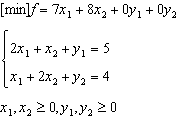 [min]f = 7x₁ + 8x₂ + 0y₁ + 0y₂
2x₁ + x₂ + y₁ = 5
x₁ + 2x₂ + y₂ = 4
x₁, x₂ ≥ 0, y₁, y₂ ≥ 0